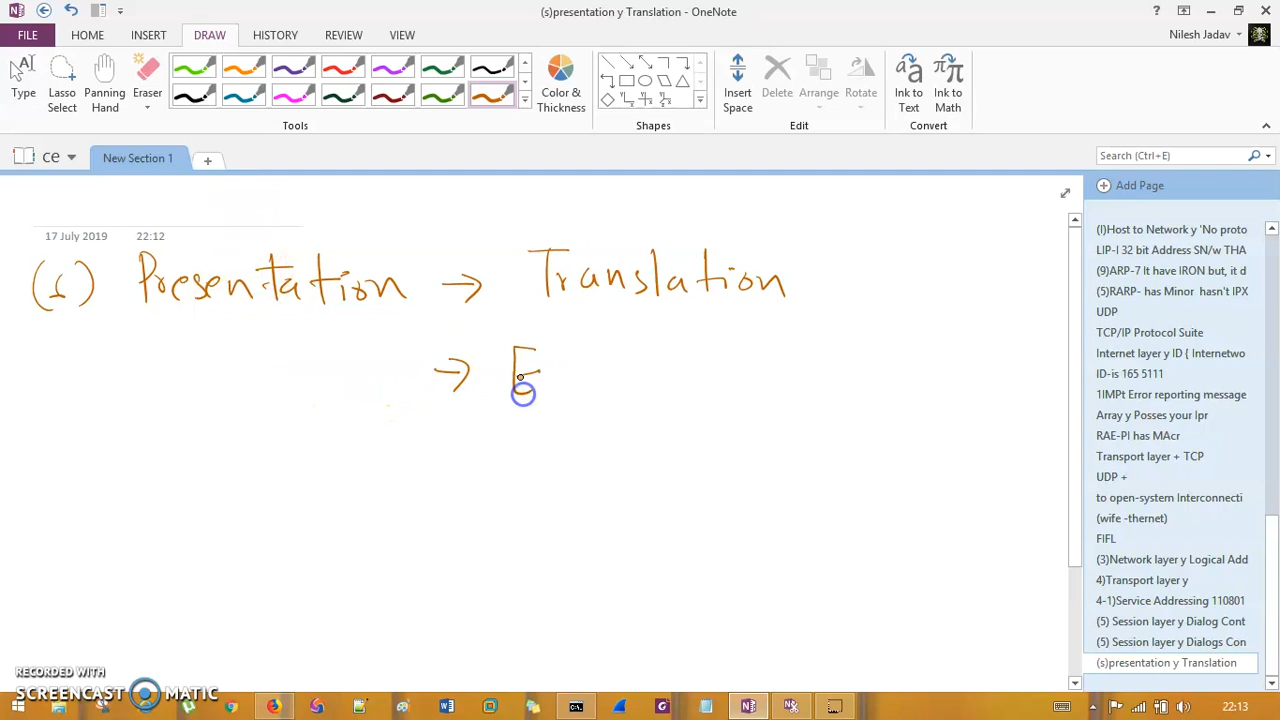 (s)presentation y Translation - OneNote
?
FILE HOME INSERT DRAW HISTORY REVIEW VIEW
Nilesh Jadav
Type
Lasso Select
Panning Hand
Eraser
Color & Thickness
Insert Space
Delete
Arrange
Rotate
Ink to Text
Ink to Math
Tools
Shapes
Edit
Convert
ce
New Section 1
Search (Ctrl+E)
Add Page
17 July 2019 22:12
(6) Presentation → Translation
→ E
(l)Host to Network y 'No proto
LIP-I 32 bit Address SN/w THA
(9)ARP-7 It have IRON but, it d
(5)RARP- has Minor hasn't IPX
UDP
TCP/IP Protocol Suite
Internet layer y ID { Internetwo
ID-is 165 5111
1IMPt Error reporting message
Array y Posses your Ipr
RAE-PI has MAcr
Transport layer + TCP
UDP +
to open-system Interconnecti
(wife -thernet)
FIFL
(3)Network layer y Logical Add
4)Transport layer y
4-1)Service Addressing 110801
(5) Session layer y Dialog Cont
(5) Session layer y Dialogs Con
(s)presentation y Translation
RECORDED WITH
SCREENCAST MATIC
22:13